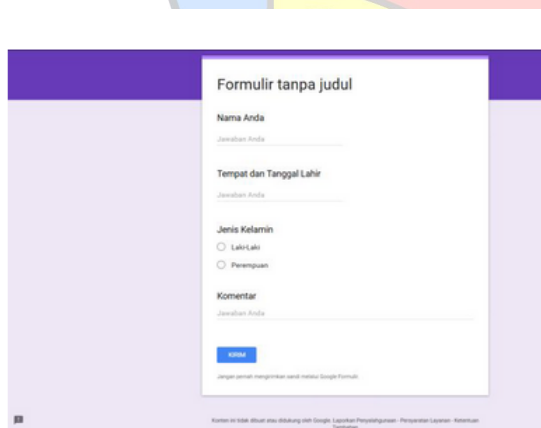 Formulir tanpa judul
Nama Anda
Jawaban Anda
Tempat dan Tanggal Lahir
Jawaban Anda
Jenis Kelamin
Laki-Laki
Perempuan
Komentar
Jawaban Anda
KIRIM
Jangan pernah mengirimkan sandi melalui Google Formulir.
Konten ini tidak dibuat atau didukung oleh Google. Laporkan Penyalahgunaan - Persyaratan Layanan - Ketentuan
Tambahan